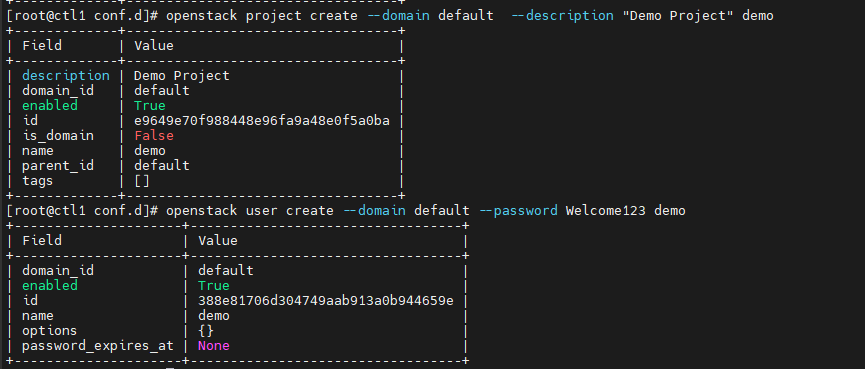 +-------------+----------------------------------+
[root@ctl1 conf.d]# openstack project create --domain default  --description "Demo Project" demo
+-------------+----------------------------------+
| Field       | Value                            |
+-------------+----------------------------------+
| description | Demo Project                     |
| domain_id   | default                          |
| enabled     | True                             |
| id          | e9649e70f988448e96fa9a48e0f5a0ba |
| is_domain   | False                            |
| name        | demo                             |
| parent_id   | default                          |
| tags        | []                               |
+-------------+----------------------------------+
[root@ctl1 conf.d]# openstack user create --domain default --password Welcome123 demo
+---------------------+----------------------------------+
| Field               | Value                            |
+---------------------+----------------------------------+
| domain_id           | default                          |
| enabled             | True                             |
| id                  | 388e81706d304749aab913a0b944659e |
| name                | demo                             |
| options             | {}                               |
| password_expires_at | None                             |
+---------------------+----------------------------------+